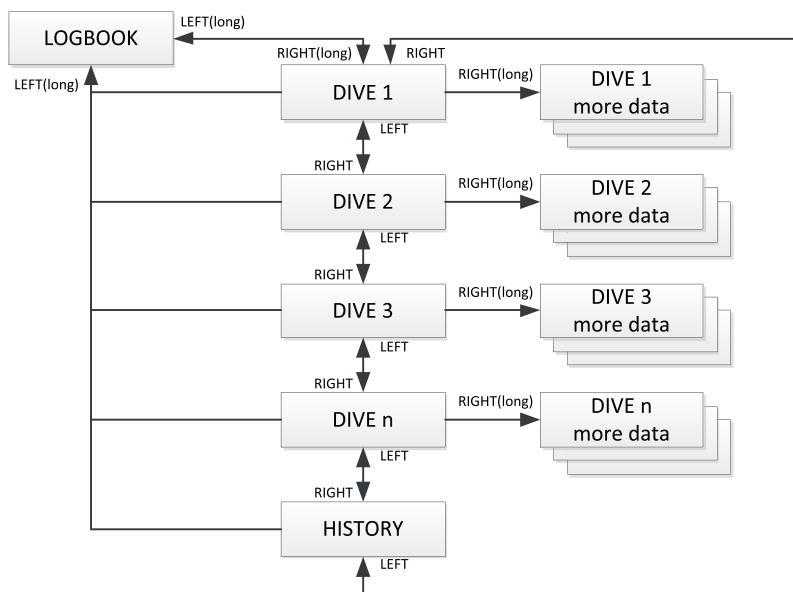 LEFT(long)
LOGBOOK
RIGHT(long)
RIGHT
LEFT(long)
DIVE 1
RIGHT(long)
DIVE 1
more data
LEFT
RIGHT
DIVE 2
RIGHT(long)
DIVE 2
more data
LEFT
RIGHT
DIVE 3
RIGHT(long)
DIVE 3
more data
LEFT
RIGHT
DIVE n
RIGHT(long)
DIVE n
more data
LEFT
RIGHT
HISTORY
LEFT